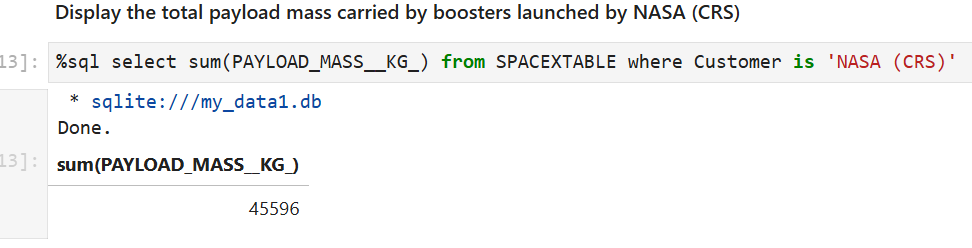 Display the total payload mass carried by boosters launched by NASA (CRS)
13]: %sql select sum(PAYLOAD_MASS__KG_) from SPACEXTABLE where Customer is 'NASA (CRS)'
* sqlite:///my_data1.db
Done.
13]: sum(PAYLOAD_MASS__KG_)
45596